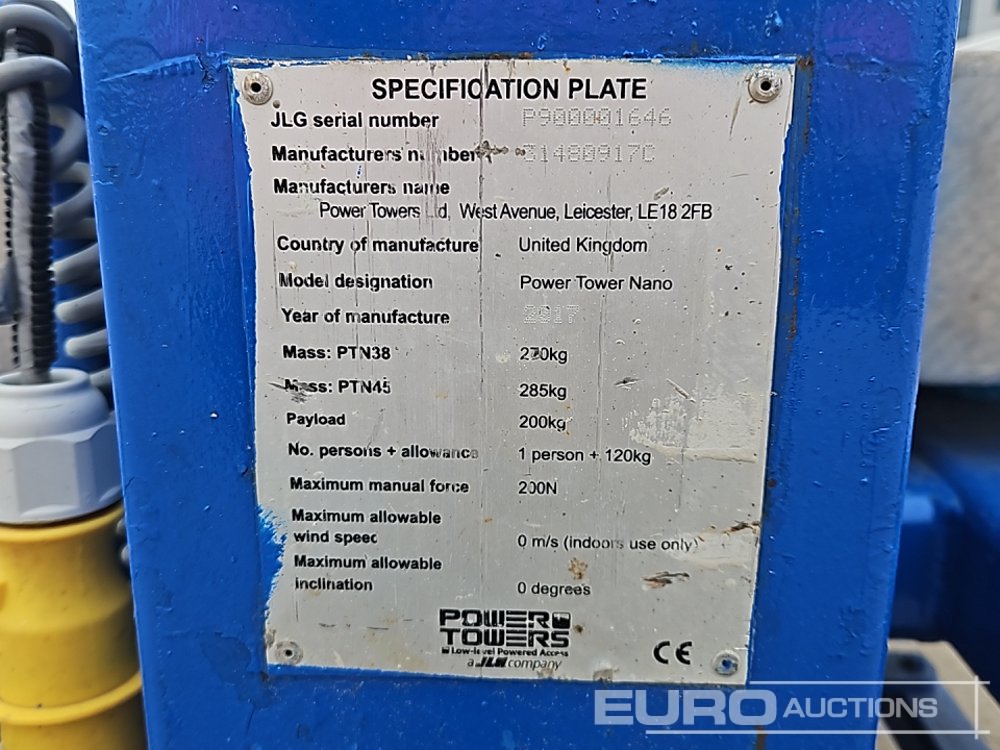 SPECIFICATION PLATE
JLG serial number P900001646
Manufacturers number 31480917C
Manufacturers name
Power Towers Ltd, West Avenue, Leicester, LE18 2FB
Country of manufacture United Kingdom
Model designation Power Tower Nano
Year of manufacture 2017
Mass: PTN38 270kg
Mass: PTN45 285kg
Payload 200kg
No. persons + allowance 1 person + 120kg
Maximum manual force 200N
Maximum allowable
wind speed 0 m/s (indoors use only)
Maximum allowable
inclination 0 degrees
POWER
TOWERS
Low-level Powered Access
a JLG company
CE
EURO AUCTIONS